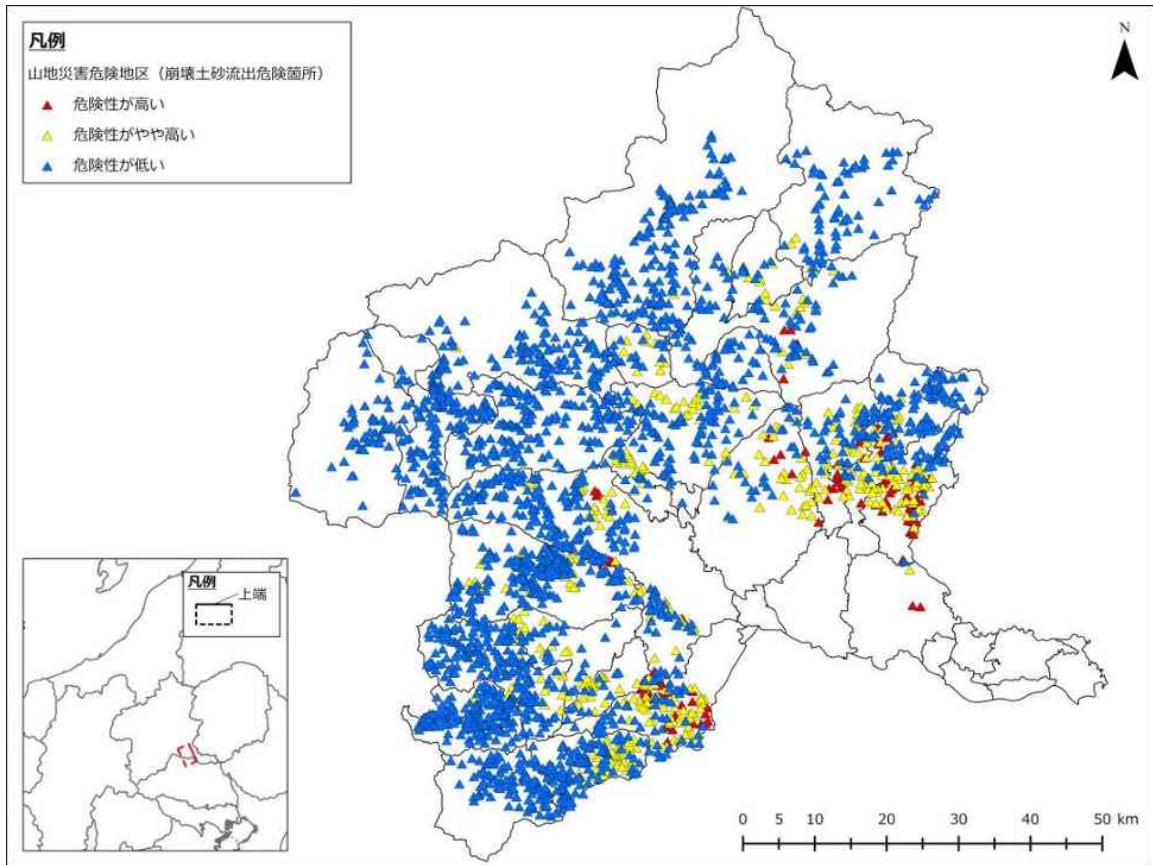 凡例
山地災害危険地区（崩壊土砂流出危険箇所）
危険性が高い
危険性がやや高い
危険性が低い
N
凡例
上端
0 5 10 20 30 40 50 km